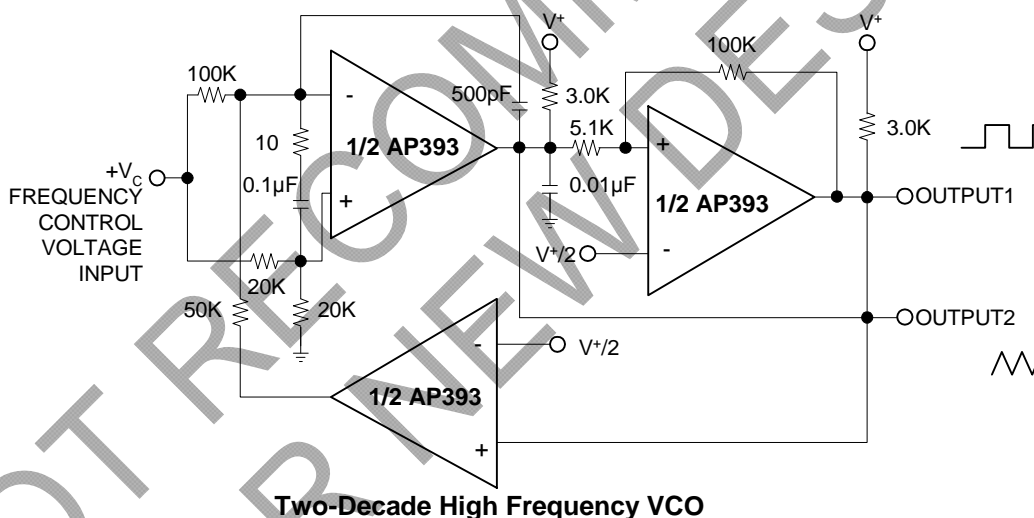 V+
V+
100K
100K
500pF
3.0K
3.0K
5.1K
10
-
+
1/2 AP393
+VC
FREQUENCY
CONTROL
VOLTAGE
INPUT
0.1µF
+
0.01µF
1/2 AP393
OUTPUT1
V+/2
-
20K
50K
20K
OUTPUT2
-
V+/2
1/2 AP393
+
Two-Decade High Frequency VCO